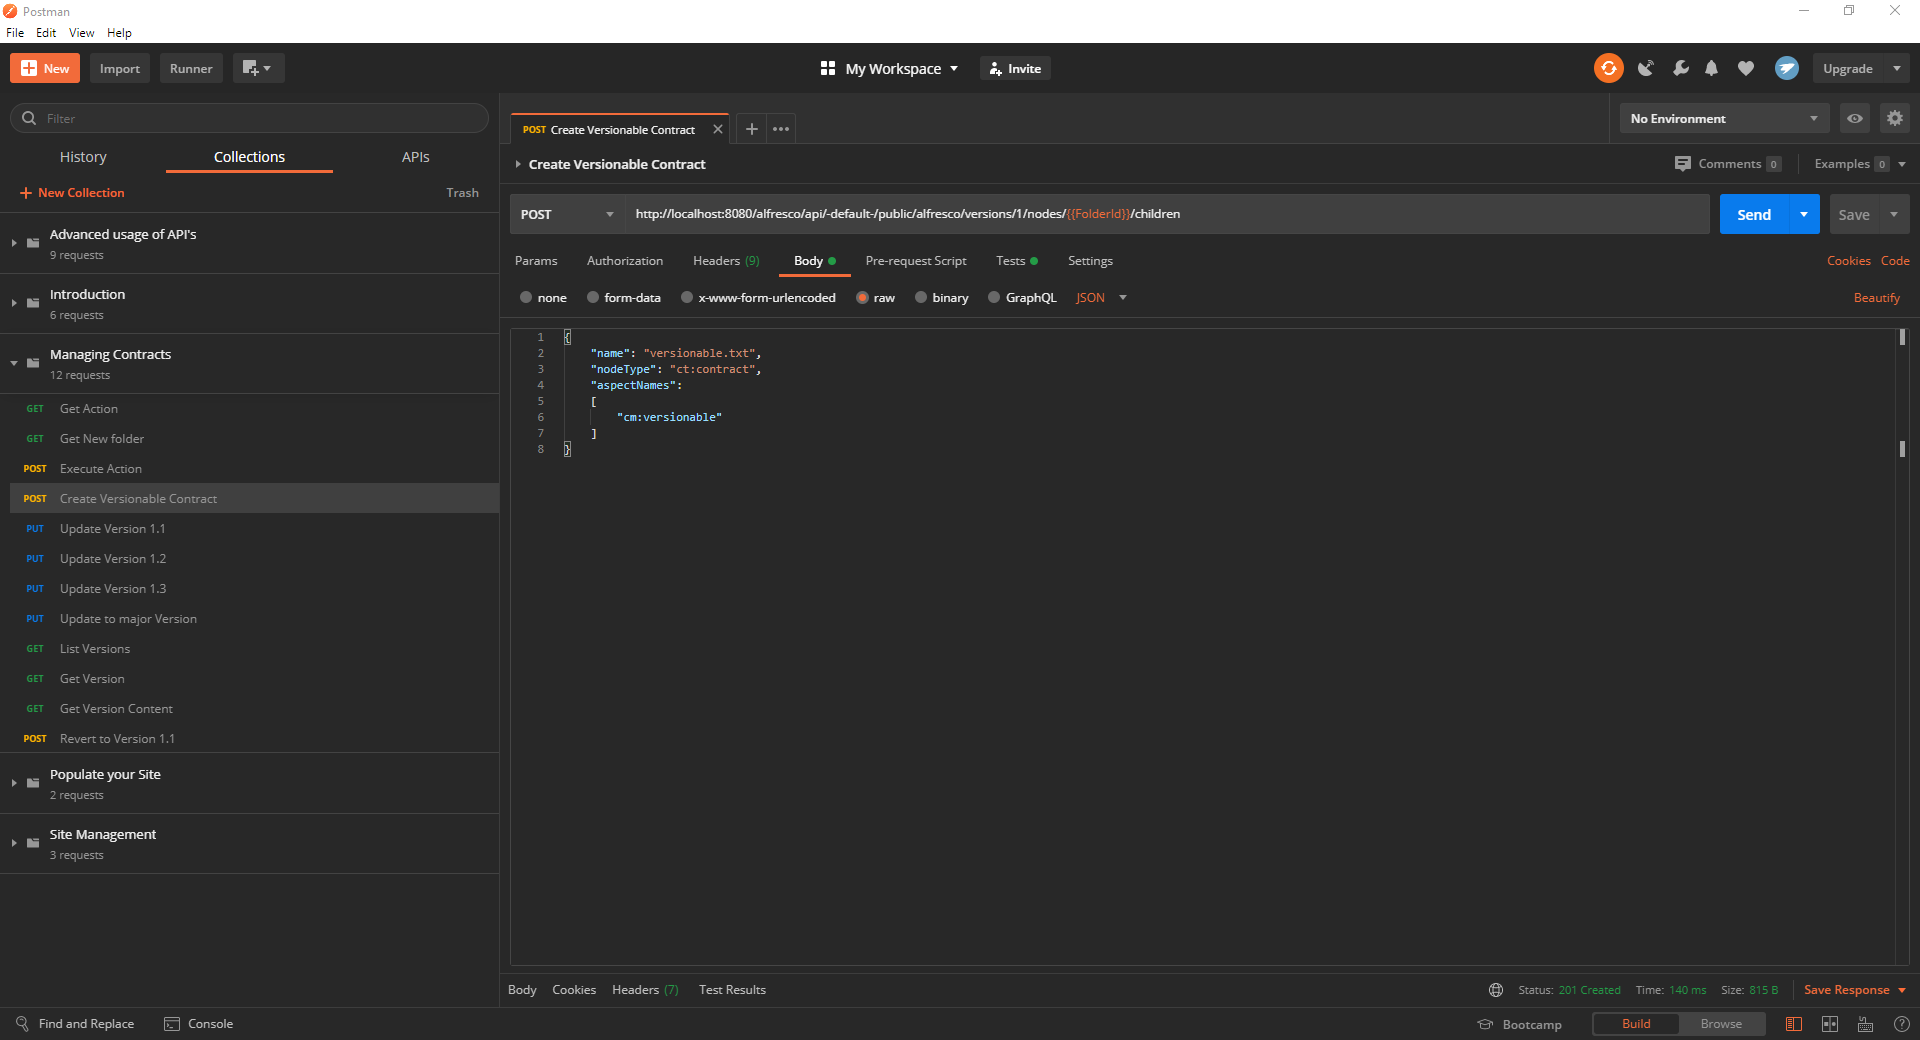 Postman
File Edit View Help
New Import Runner My Workspace Invite Upgrade
Filter
History Collections APIs
New Collection Trash
Advanced usage of API's
9 requests
Introduction
6 requests
Managing Contracts
12 requests
GET Get Action
GET Get New folder
POST Execute Action
POST Create Versionable Contract
PUT Update Version 1.1
PUT Update Version 1.2
PUT Update Version 1.3
PUT Update to major Version
GET List Versions
GET Get Version
GET Get Version Content
POST Revert to Version 1.1
Populate your Site
2 requests
Site Management
3 requests
POST Create Versionable Contract
No Environment
Create Versionable Contract Comments 0 Examples 0
POST http://localhost:8080/alfresco/api/-default-/public/alfresco/versions/1/nodes/{{FolderId}}/children Send Save
Params Authorization Headers (9) Body Pre-request Script Tests Settings Cookies Code
none form-data x-www-form-urlencoded raw binary GraphQL JSON Beautify
1 {
2 "name": "versionable.txt",
3 "nodeType": "ct:contract",
4 "aspectNames":
5 [
6 "cm:versionable"
7 ]
8 }
Body Cookies Headers (7) Test Results Status: 201 Created Time: 140 ms Size: 815 B Save Response
Find and Replace Console Bootcamp Build Browse